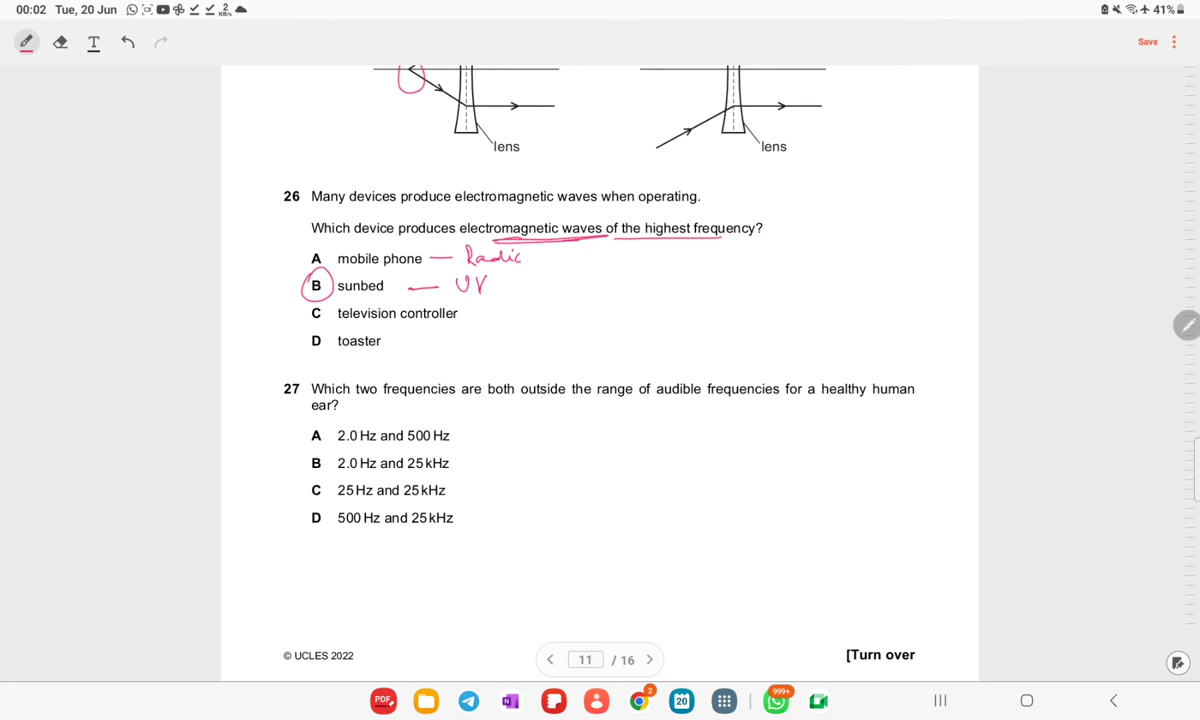 00:02 Tue, 20 Jun
2
KB/s
41%
T
Save
lens
lens
26 Many devices produce electromagnetic waves when operating.
Which device produces electromagnetic waves of the highest frequency?
A mobile phone — Radio
B sunbed — UV
C television controller
D toaster
27 Which two frequencies are both outside the range of audible frequencies for a healthy human
ear?
A 2.0 Hz and 500 Hz
B 2.0 Hz and 25 kHz
C 25 Hz and 25 kHz
D 500 Hz and 25 kHz
© UCLES 2022
11 / 16
[Turn over
PDF
N
2
20
999+